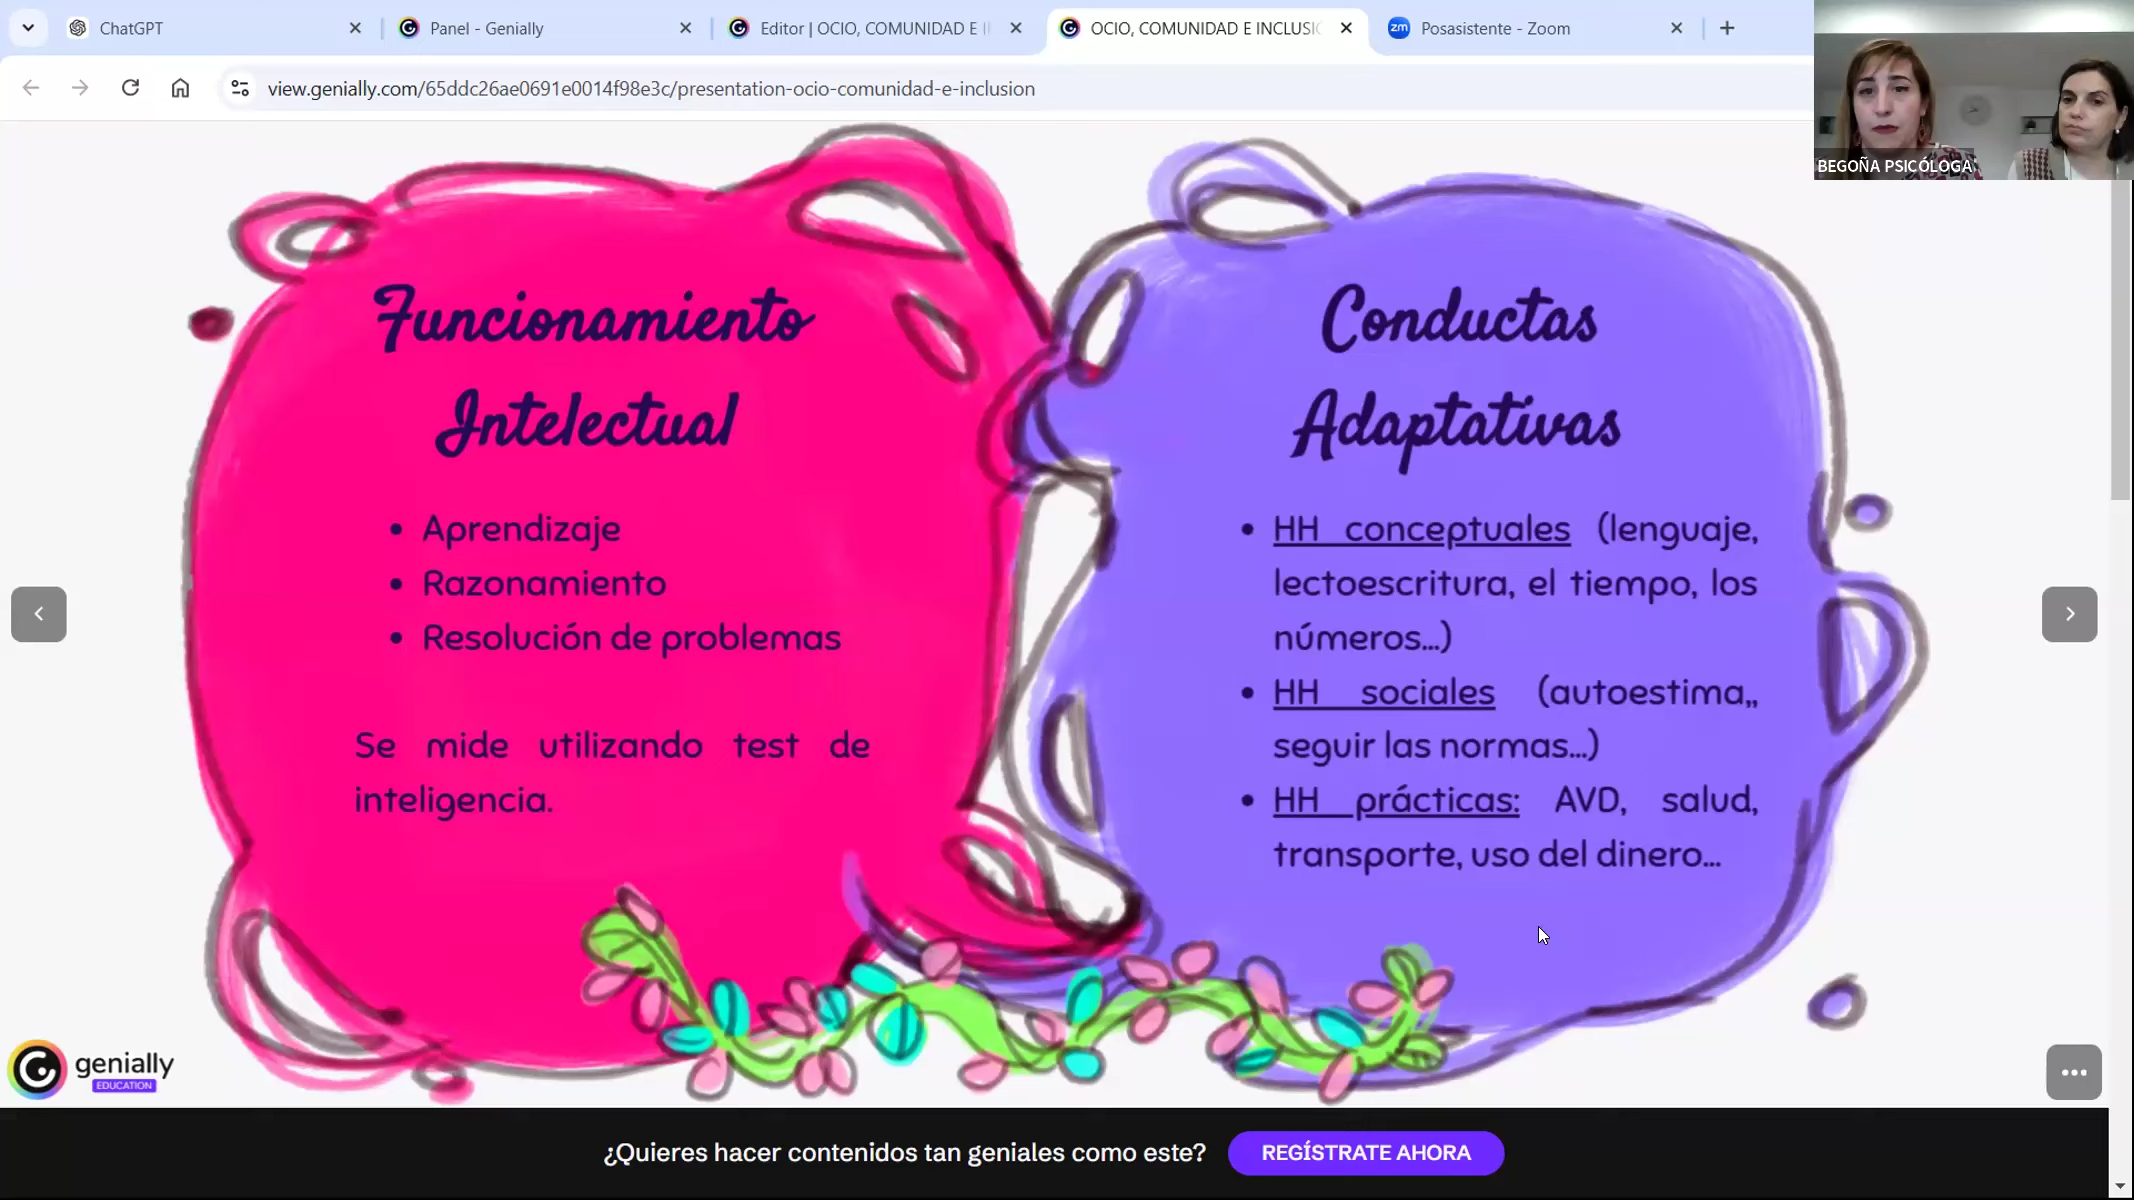 ChatGPT
Panel - Genially
Editor | OCIO, COMUNIDAD E I
OCIO, COMUNIDAD E INCLUSI
Posasistente - Zoom
view.genially.com/65ddc26ae0691e0014f98e3c/presentation-ocio-comunidad-e-inclusion
BEGOÑA PSICÓLOGA
Funcionamiento
Intelectual
• Aprendizaje
• Razonamiento
• Resolución de problemas
Se mide utilizando test de
inteligencia.
Conductas
Adaptativas
• HH conceptuales (lenguaje,
lectoescritura, el tiempo, los
números...)
• HH sociales (autoestima,,
seguir las normas...)
• HH prácticas: AVD, salud,
transporte, uso del dinero...
genially
EDUCATION
¿Quieres hacer contenidos tan geniales como este?
REGÍSTRATE AHORA